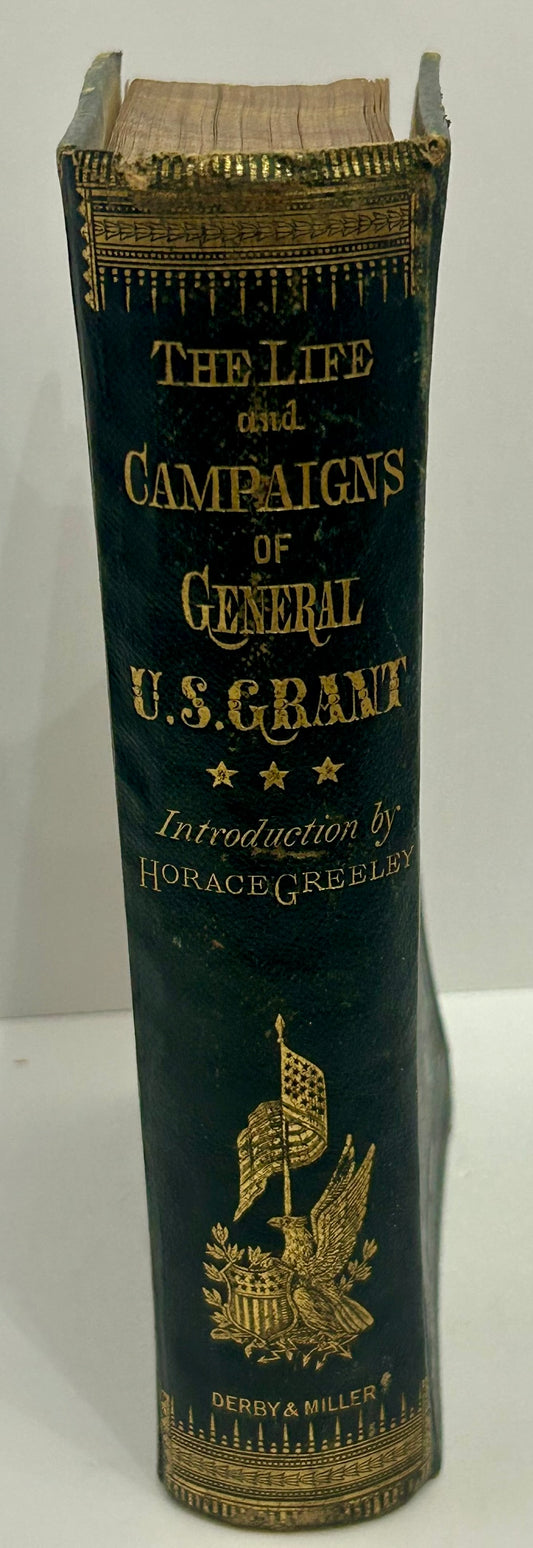 THE LIFE
and
CAMPAIGNS
OF
GENERAL
U.S. GRANT
Introduction by
HORACE GREELEY
DERBY & MILLER